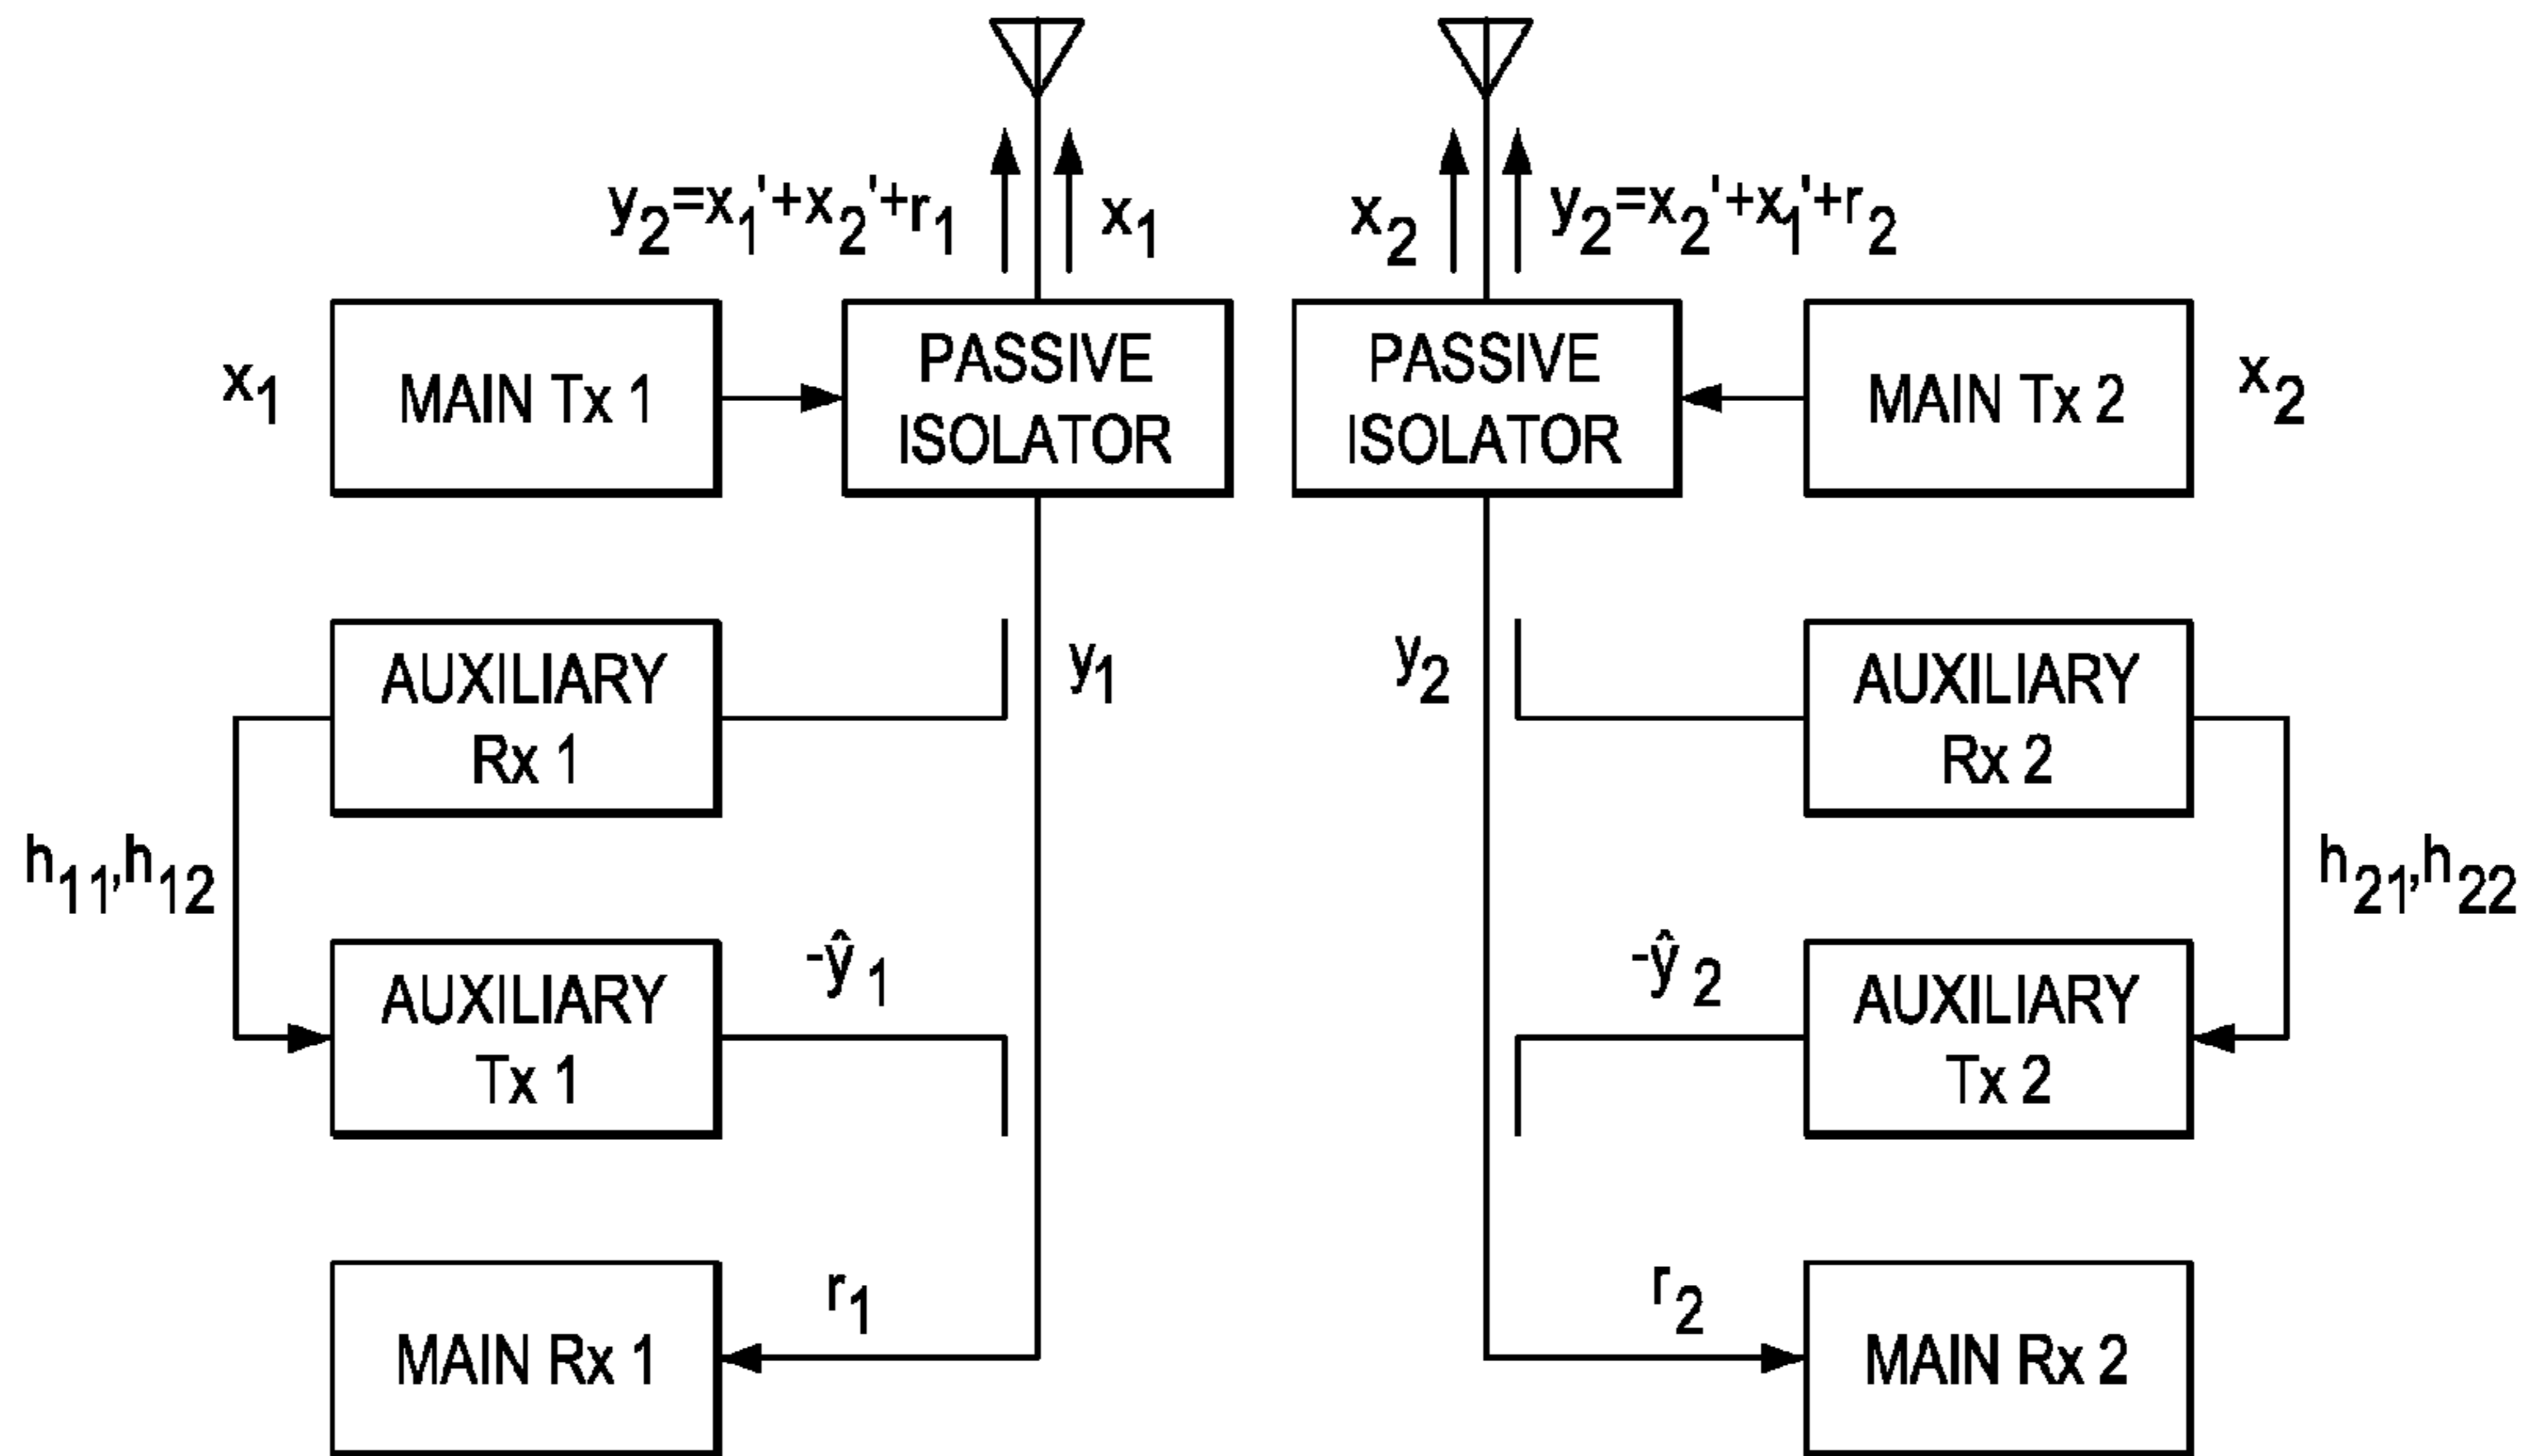 y₂=x₁'+x₂'+r₁
x₁
x₂
y₂=x₂'+x₁'+r₂
x₁
MAIN Tx 1
PASSIVE
ISOLATOR
PASSIVE
ISOLATOR
MAIN Tx 2
x₂
AUXILIARY
Rx 1
y₁
y₂
AUXILIARY
Rx 2
h₁₁,h₁₂
h₂₁,h₂₂
AUXILIARY
Tx 1
-ŷ₁
-ŷ₂
AUXILIARY
Tx 2
MAIN Rx 1
r₁
r₂
MAIN Rx 2